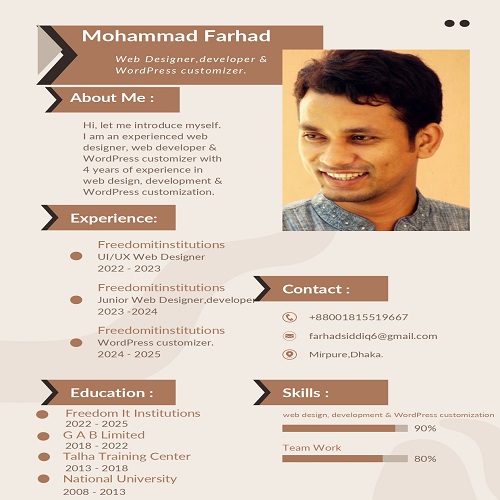 Mohammad Farhad
Web Designer,developer &
WordPress customizer.
About Me :
Hi, let me introduce myself.
I am an experienced web
designer, web developer &
WordPress customizer with
4 years of experience in
web design, development &
WordPress customization.
Experience:
Freedomitinstitutions
UI/UX Web Designer
2022 - 2023
Freedomitinstitutions
Junior Web Designer,developer
2023 -2024
Freedomitinstitutions
WordPress customizer.
2024 - 2025
Contact :
+88001815519667
farhadsiddiq6@gmail.com
Mirpure,Dhaka.
Education :
Freedom It Institutions
2022 - 2025
G A B Limited
2018 - 2022
Talha Training Center
2013 - 2018
National University
2008 - 2013
Skills :
web design, development & WordPress customization
90%
Team Work
80%